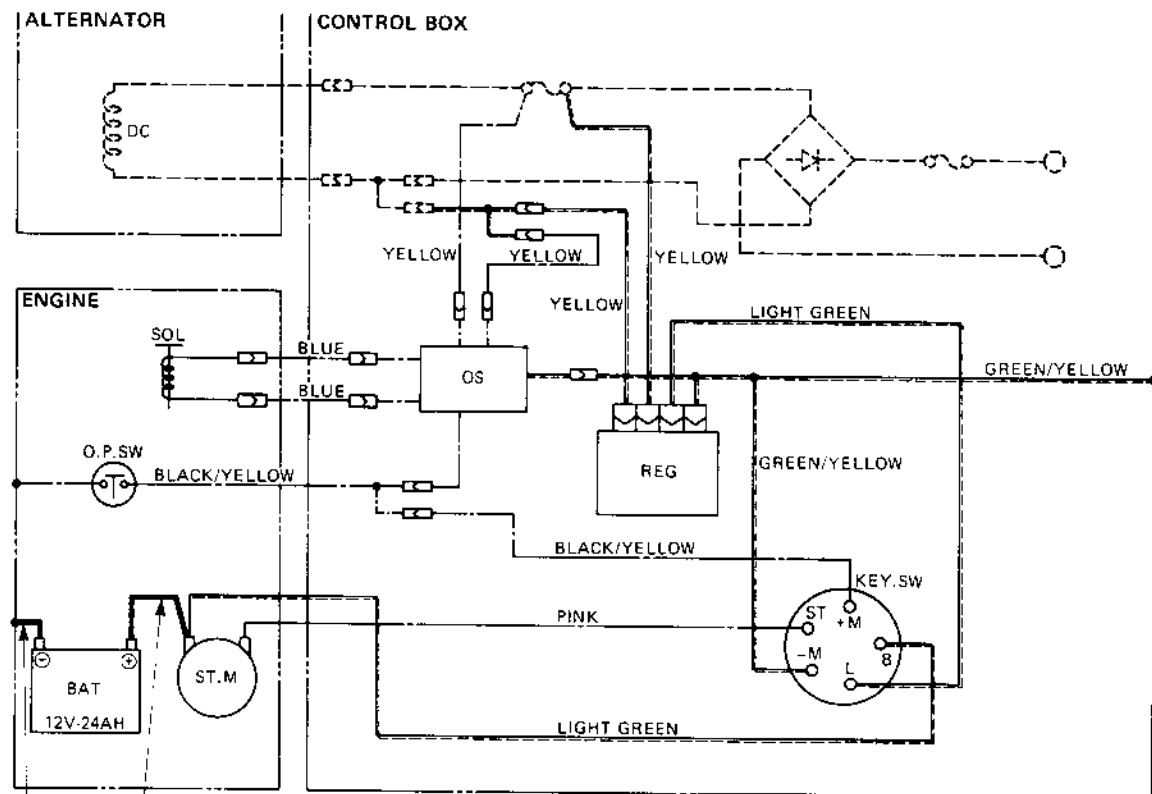 ALTERNATOR
CONTROL BOX
DC
YELLOW
YELLOW
YELLOW
YELLOW
ENGINE
SOL
BLUE
BLUE
LIGHT GREEN
GREEN/YELLOW
OS
O.P.SW
BLACK/YELLOW
REG
GREEN/YELLOW
BLACK/YELLOW
KEY.SW
PINK
ST
+M
-M
L
8
BAT
12V-24AH
ST.M
LIGHT GREEN